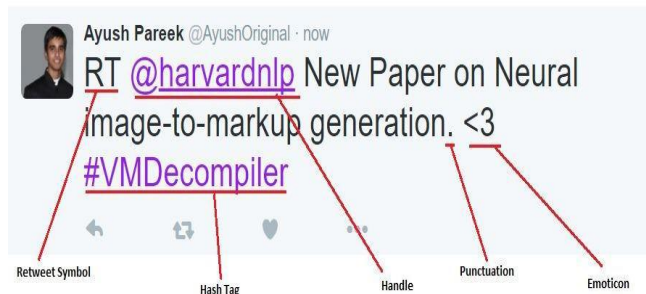 Ayush Pareek @AyushOriginal · now
RT @harvardnlp New Paper on Neural
image-to-markup generation. <3
#VMDecompiler
Retweet Symbol
Hash Tag
Handle
Punctuation
Emoticon